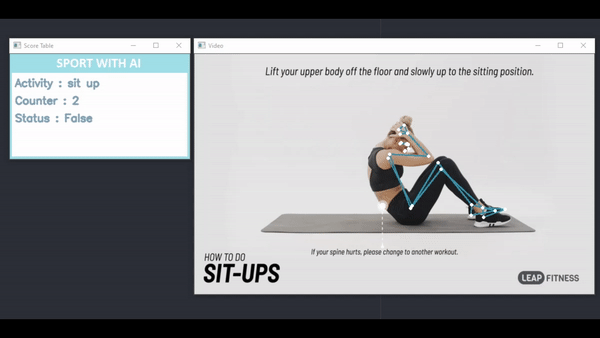 Score Table
SPORT WITH AI
Activity : sit up
Counter : 2
Status : False
Video
Lift your upper body off the floor and slowly up to the sitting position.
If your spine hurts, please change to another workout.
HOW TO DO
SIT-UPS
LEAP FITNESS